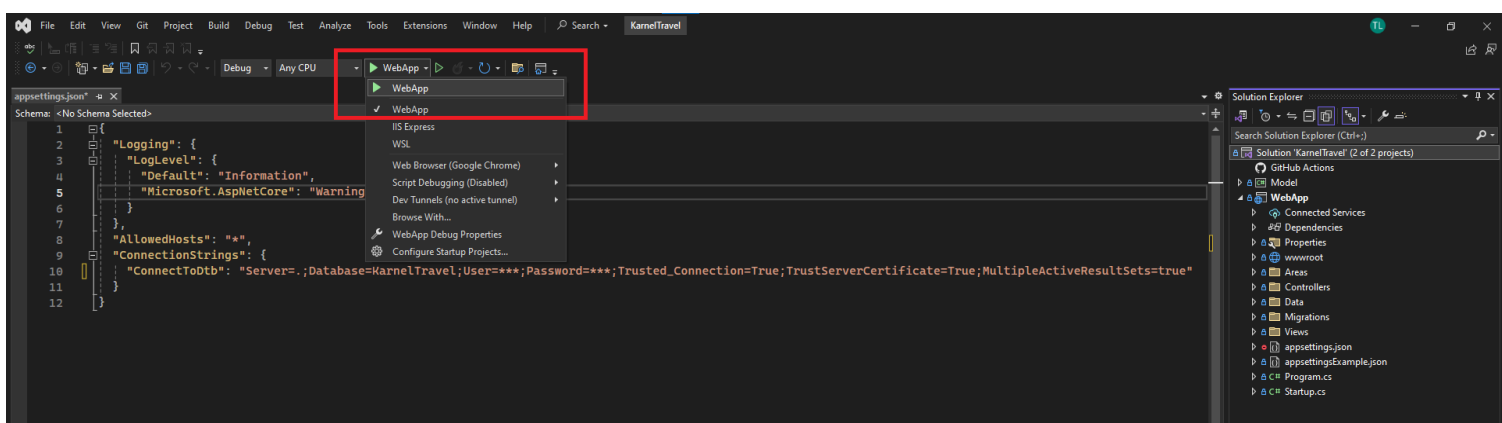 File Edit View Git Project Build Debug Test Analyze Tools Extensions Window Help Search KarnelTravel TL
abc
Debug Any CPU WebApp
appsettings.json*
Schema: <No Schema Selected>
WebApp
WebApp
IIS Express
WSL
Web Browser (Google Chrome)
Script Debugging (Disabled)
Dev Tunnels (no active tunnel)
Browse With...
WebApp Debug Properties
Configure Startup Projects...
1 {
2 "Logging": {
3 "LogLevel": {
4 "Default": "Information",
5 "Microsoft.AspNetCore": "Warning
6 }
7 },
8 "AllowedHosts": "*",
9 "ConnectionStrings": {
10 "ConnectToDtb": "Server=.;Database=KarnelTravel;User=***;Password=***;Trusted_Connection=True;TrustServerCertificate=True;MultipleActiveResultSets=true"
11 }
12 }
Solution Explorer
Search Solution Explorer (Ctrl+;)
Solution 'KarnelTravel' (2 of 2 projects)
GitHub Actions
C# Model
WebApp
Connected Services
Dependencies
Properties
wwwroot
Areas
Controllers
Data
Migrations
Views
appsettings.json
appsettingsExample.json
C# Program.cs
C# Startup.cs